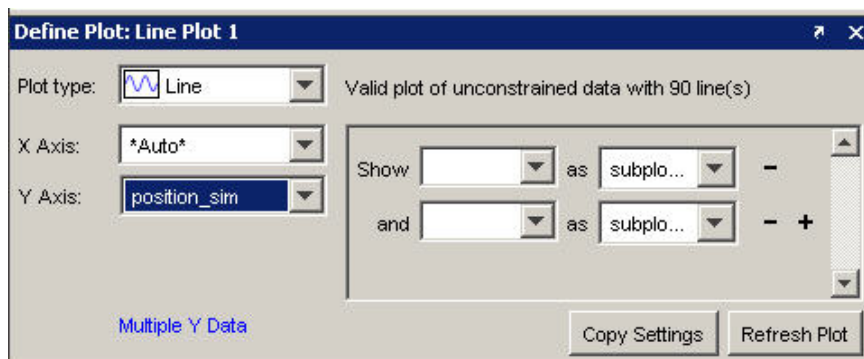 Define Plot: Line Plot 1
Plot type: Line
Valid plot of unconstrained data with 90 line(s)
X Axis: *Auto*
Y Axis: position_sim
Show as subplo... -
and as subplo... - +
Multiple Y Data
Copy Settings
Refresh Plot